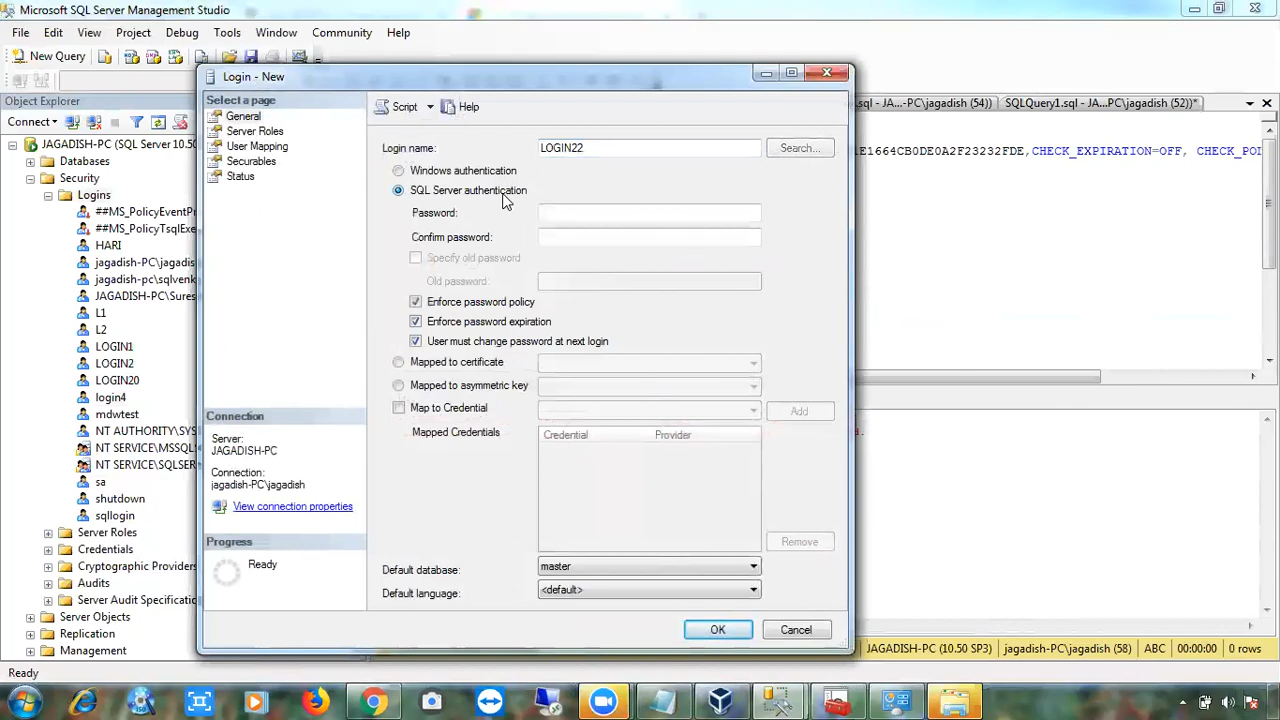 Microsoft SQL Server Management Studio
File Edit View Project Debug Tools Window Community Help
New Query
Object Explorer
Connect
JAGADISH-PC (SQL Server 10.50
Databases
Security
Logins
##MS_PolicyEventPr
##MS_PolicyTsqlExe
HARI
jagadish-PC\jagadis
jagadish-pc\sqlvenk
JAGADISH-PC\Sures
L1
L2
LOGIN1
LOGIN2
LOGIN20
login4
mdwtest
NT AUTHORITY\SYS
NT SERVICE\MSSQL
NT SERVICE\SQLSER
sa
shutdown
sqllogin
Server Roles
Credentials
Cryptographic Providers
Audits
Server Audit Specificatio
Server Objects
Replication
Management
Login - New
Select a page
General
Server Roles
User Mapping
Securables
Status
Connection
Server:
JAGADISH-PC
Connection:
jagadish-PC\jagadish
View connection properties
Progress
Ready
Script Help
Login name: LOGIN22 Search...
Windows authentication
SQL Server authentication
Password:
Confirm password:
Specify old password
Old password:
Enforce password policy
Enforce password expiration
User must change password at next login
Mapped to certificate
Mapped to asymmetric key
Map to Credential Add
Mapped Credentials Credential Provider
Remove
Default database: master
Default language: <default>
OK Cancel
.sql - JA...-PC\jagadish (54)) SQLQuery1.sql - JA...PC\jagadish (52))*
1E1664CB0DE0A2F23232FDE,CHECK_EXPIRATION=OFF, CHECK_POL
JAGADISH-PC (10.50 SP3) jagadish-PC\jagadish (58) ABC 00:00:00 0 rows
Ready